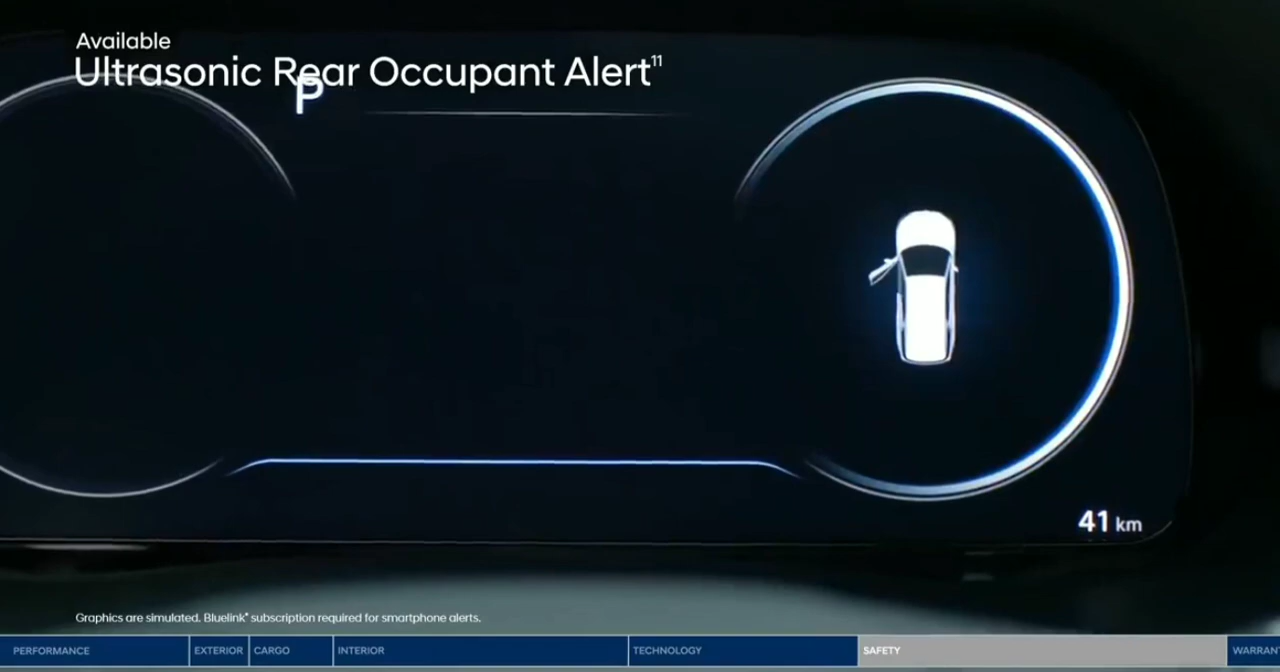 Available
Ultrasonic Rear Occupant Alert¹¹
P
41 km
Graphics are simulated. Bluelink® subscription required for smartphone alerts.
PERFORMANCE
EXTERIOR
CARGO
INTERIOR
TECHNOLOGY
SAFETY
WARRAN